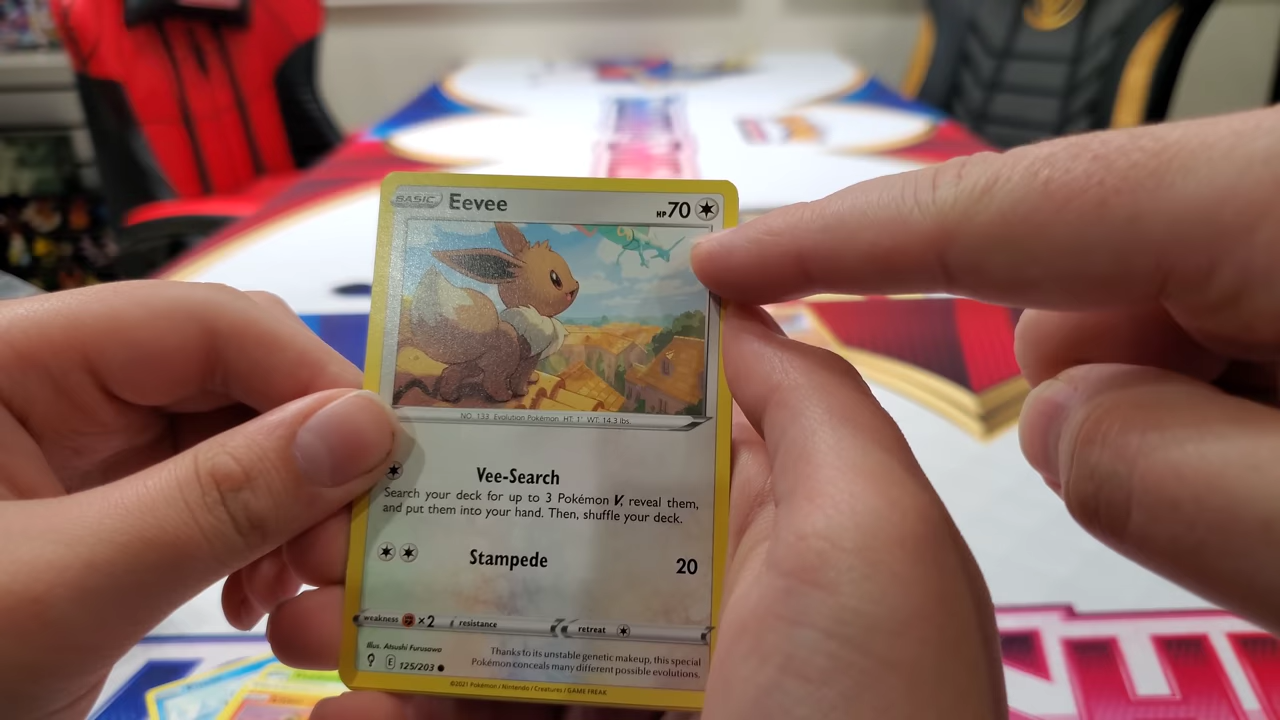 BASIC Eevee HP 70
NO. 133 Evolution Pokémon HT: 1' WT: 14.3 lbs.
Vee-Search
Search your deck for up to 3 Pokémon V, reveal them,
and put them into your hand. Then, shuffle your deck.
Stampede 20
weakness ×2 resistance retreat
Illus. Atsushi Furusawa
E 125/203
Thanks to its unstable genetic makeup, this special
Pokémon conceals many different possible evolutions.
©2021 Pokémon / Nintendo / Creatures / GAME FREAK